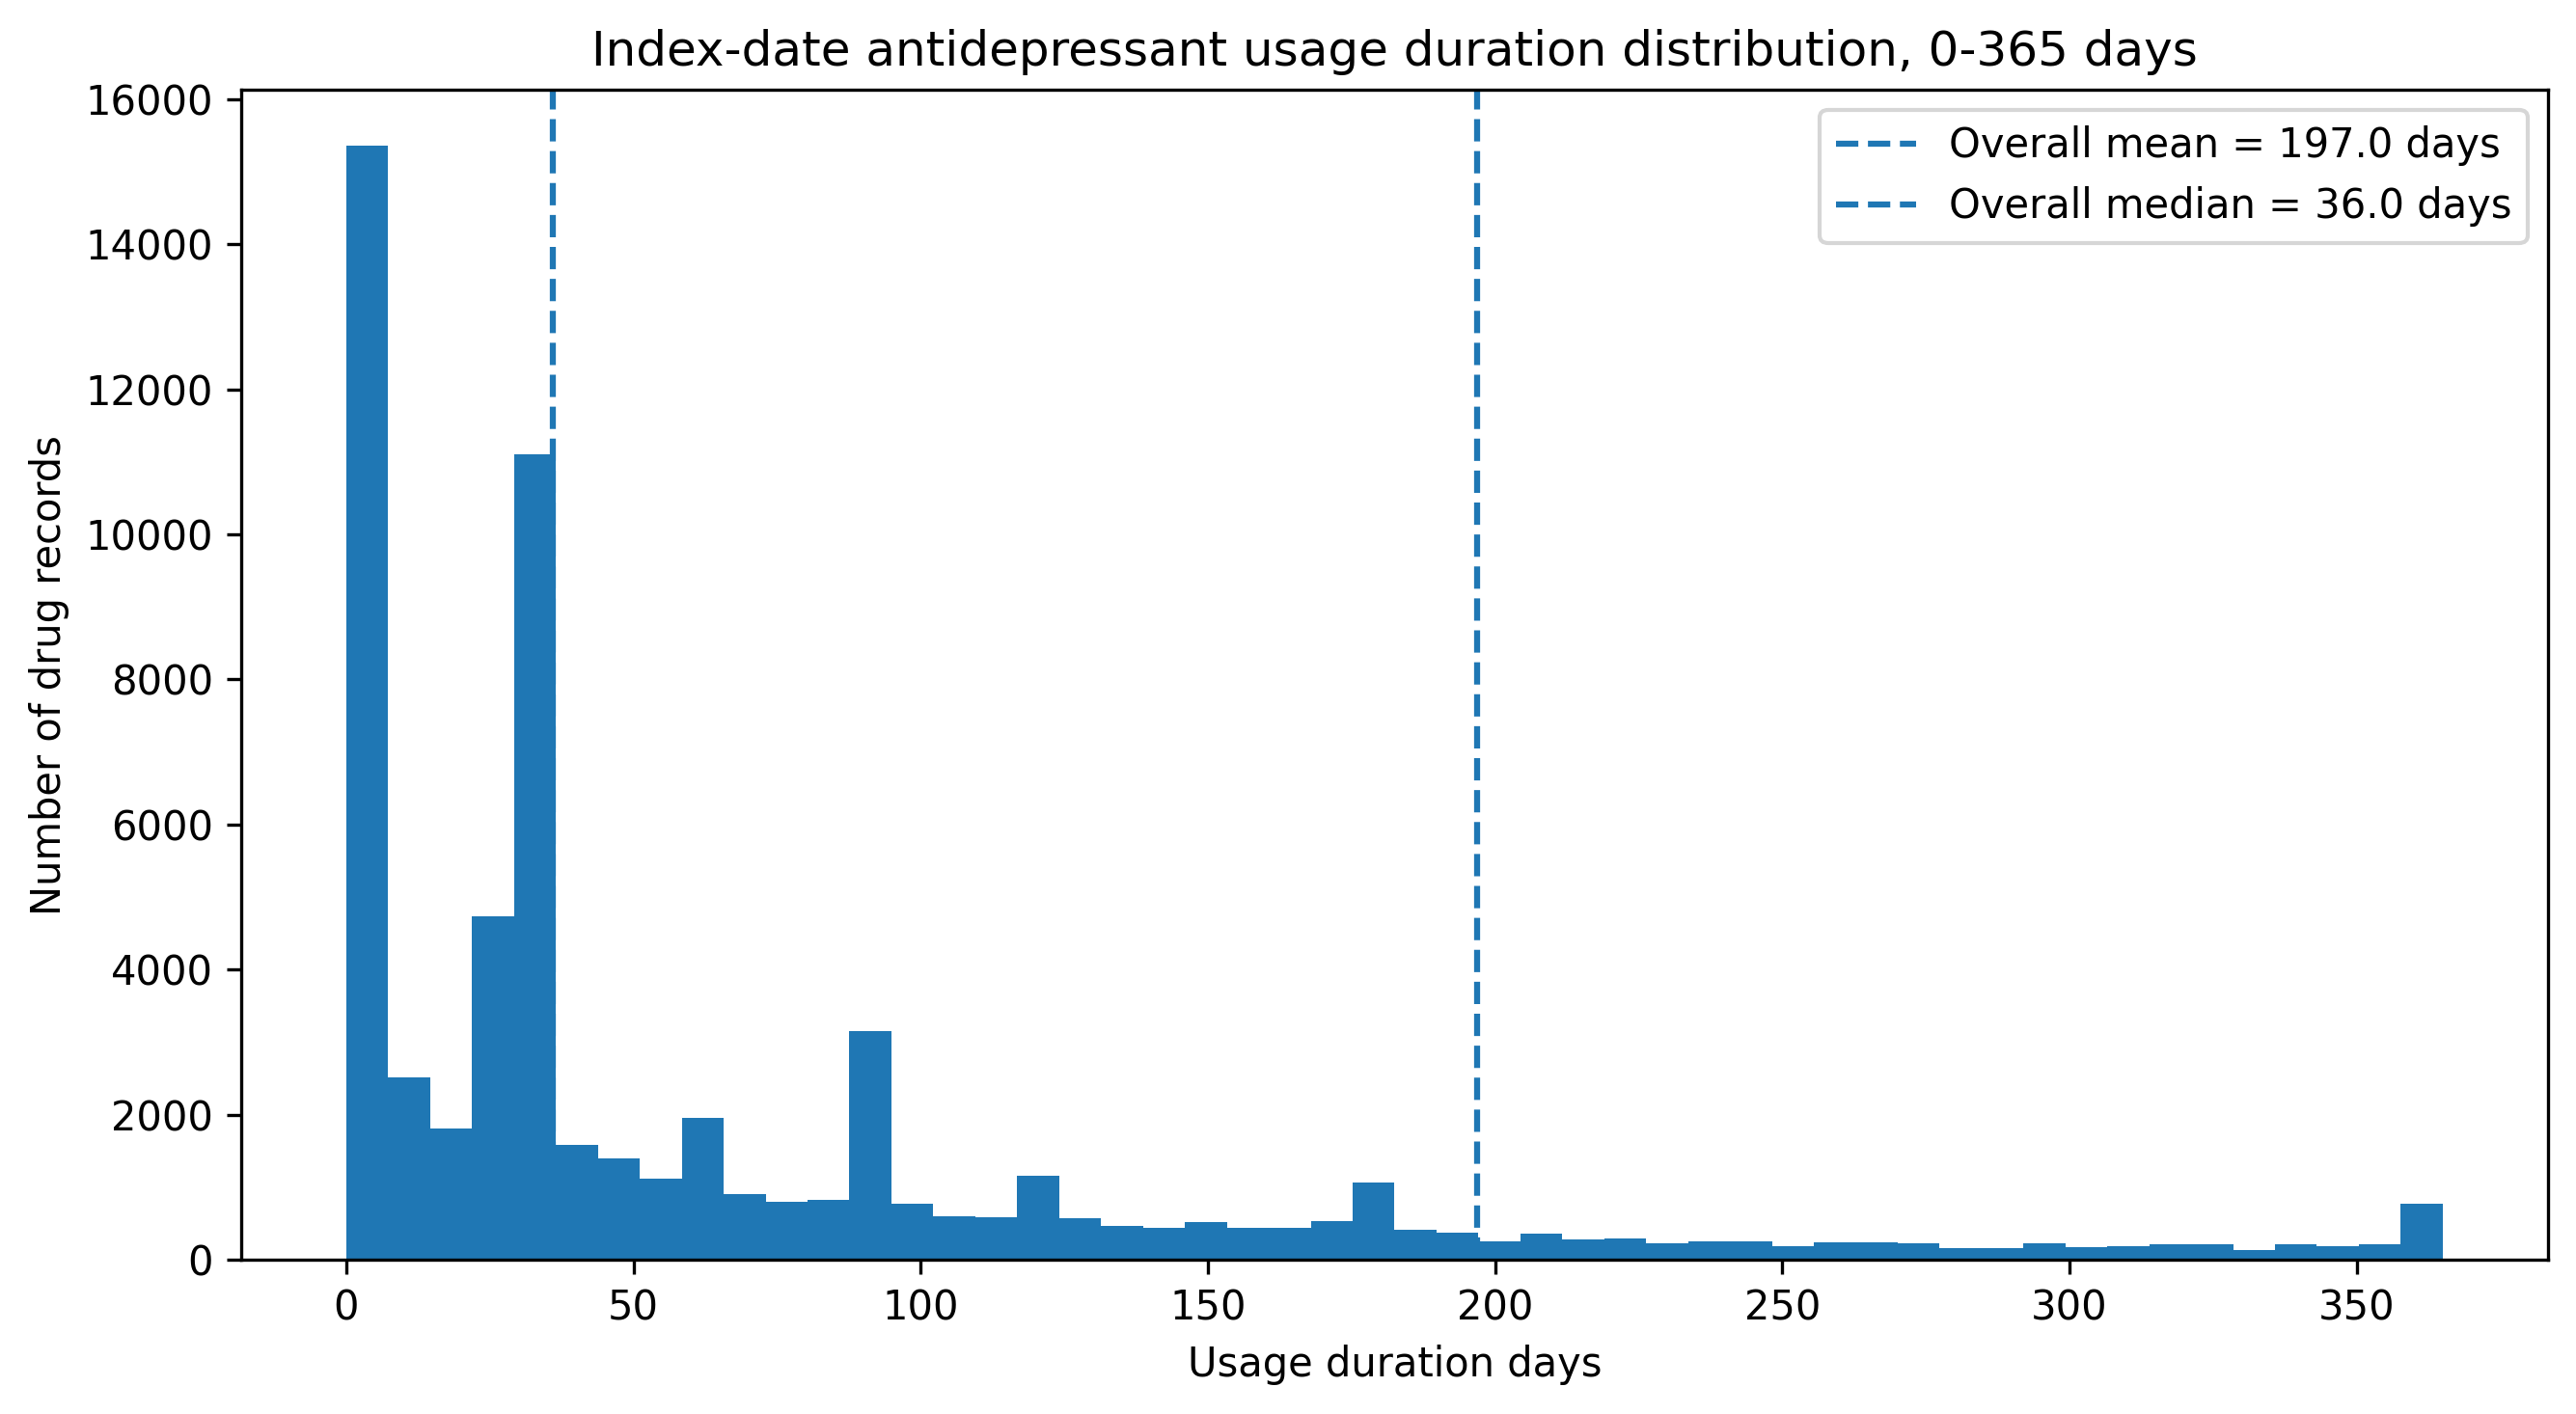 Index-date antidepressant usage duration distribution, 0-365 days
Overall mean = 197.0 days
Overall median = 36.0 days
Number of drug records
16000
14000
12000
10000
8000
6000
4000
2000
0
0 50 100 150 200 250 300 350
Usage duration days